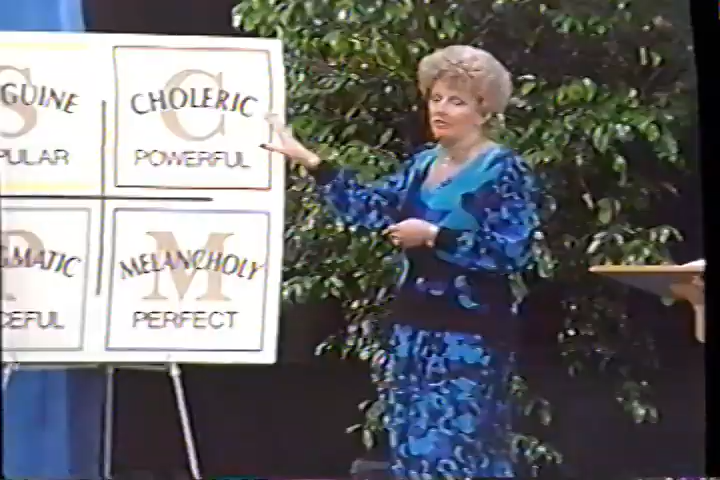 GUINE
PULAR
S
CHOLERIC
C
POWERFUL
GMATIC
CEFUL
P
MELANCHOLY
M
PERFECT